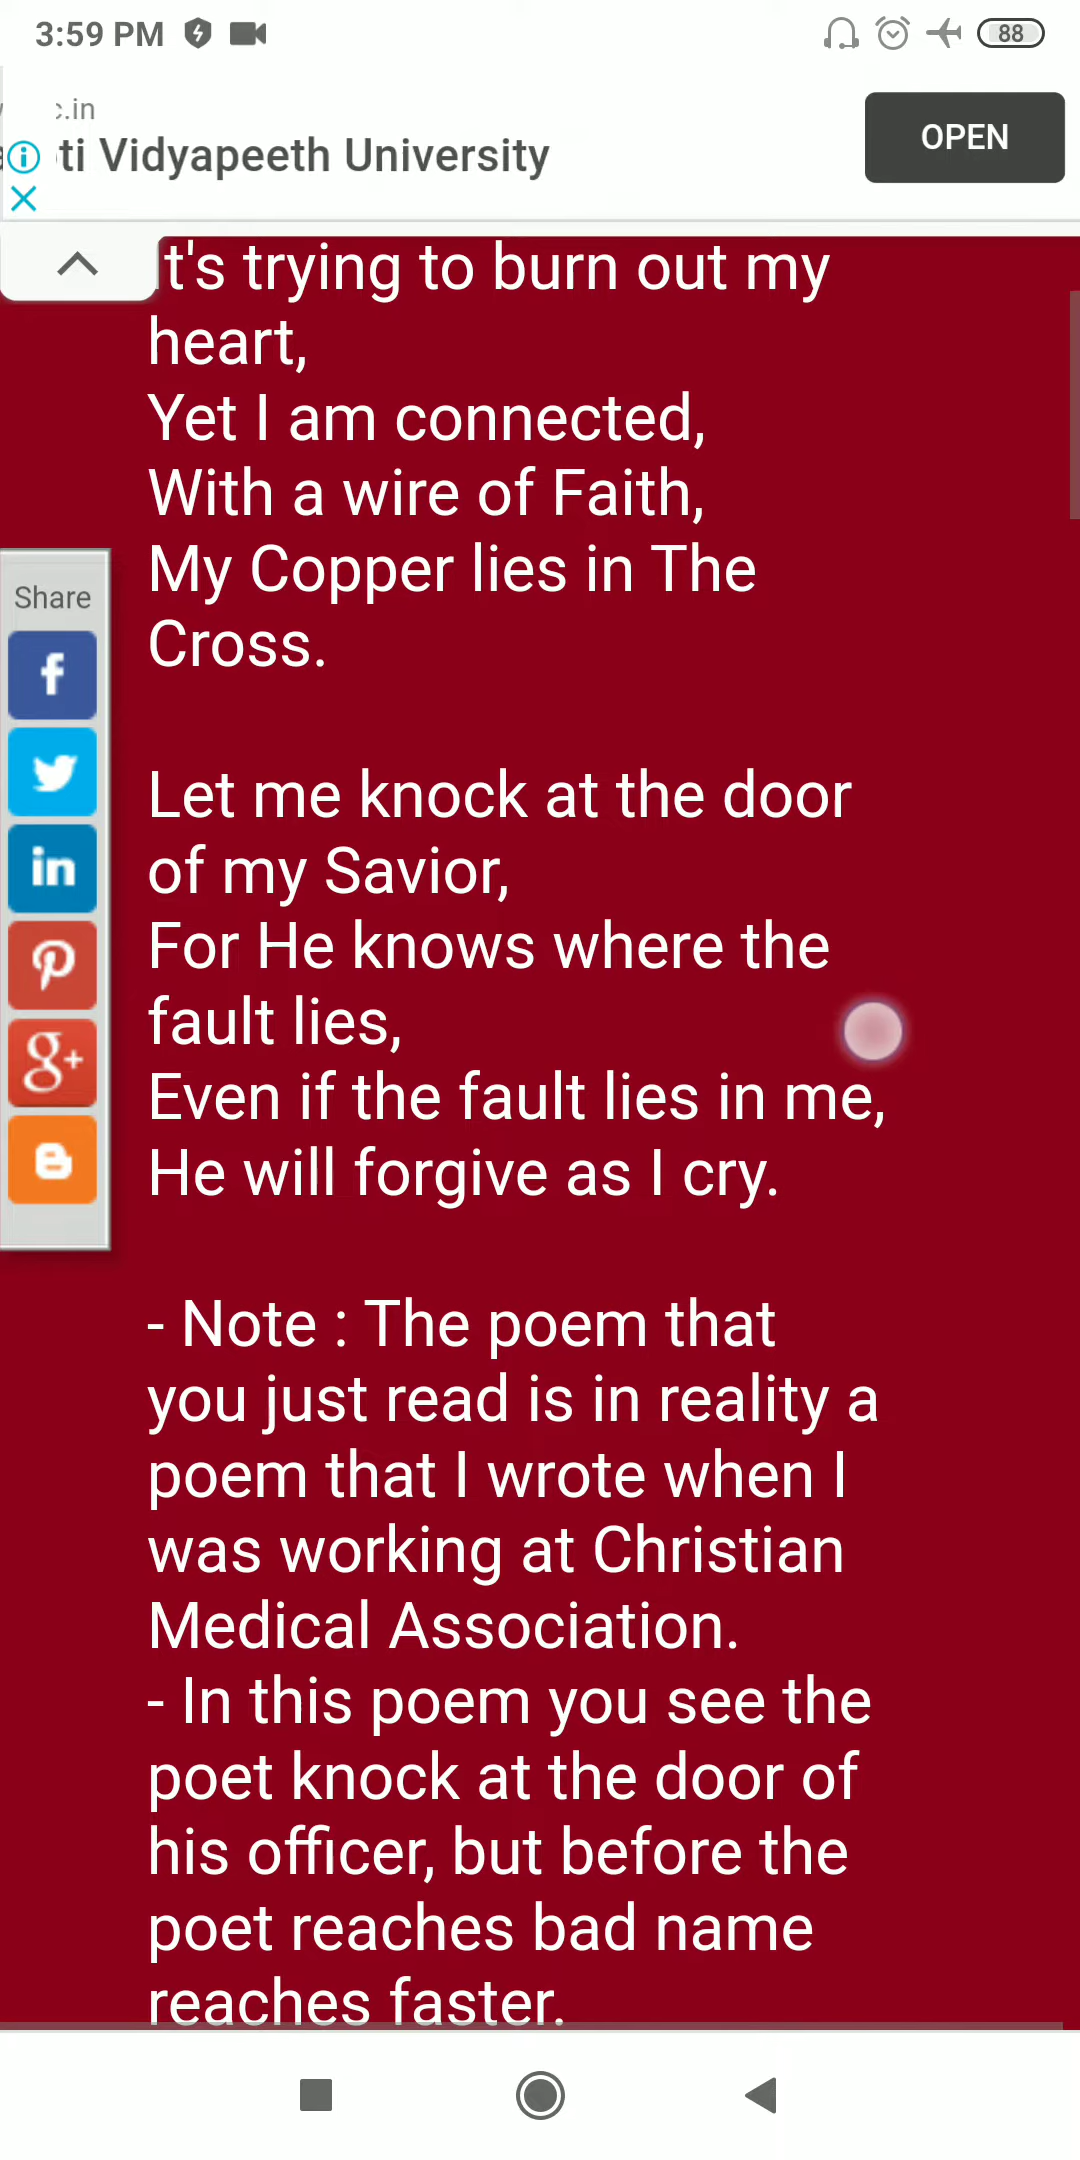 3:59 PM
88
c.in
ti Vidyapeeth University
OPEN
t's trying to burn out my
heart,
Yet I am connected,
With a wire of Faith,
My Copper lies in The
Cross.
Share
Let me knock at the door
of my Savior,
For He knows where the
fault lies,
Even if the fault lies in me,
He will forgive as I cry.
- Note : The poem that
you just read is in reality a
poem that I wrote when I
was working at Christian
Medical Association.
- In this poem you see the
poet knock at the door of
his officer, but before the
poet reaches bad name
reaches faster.